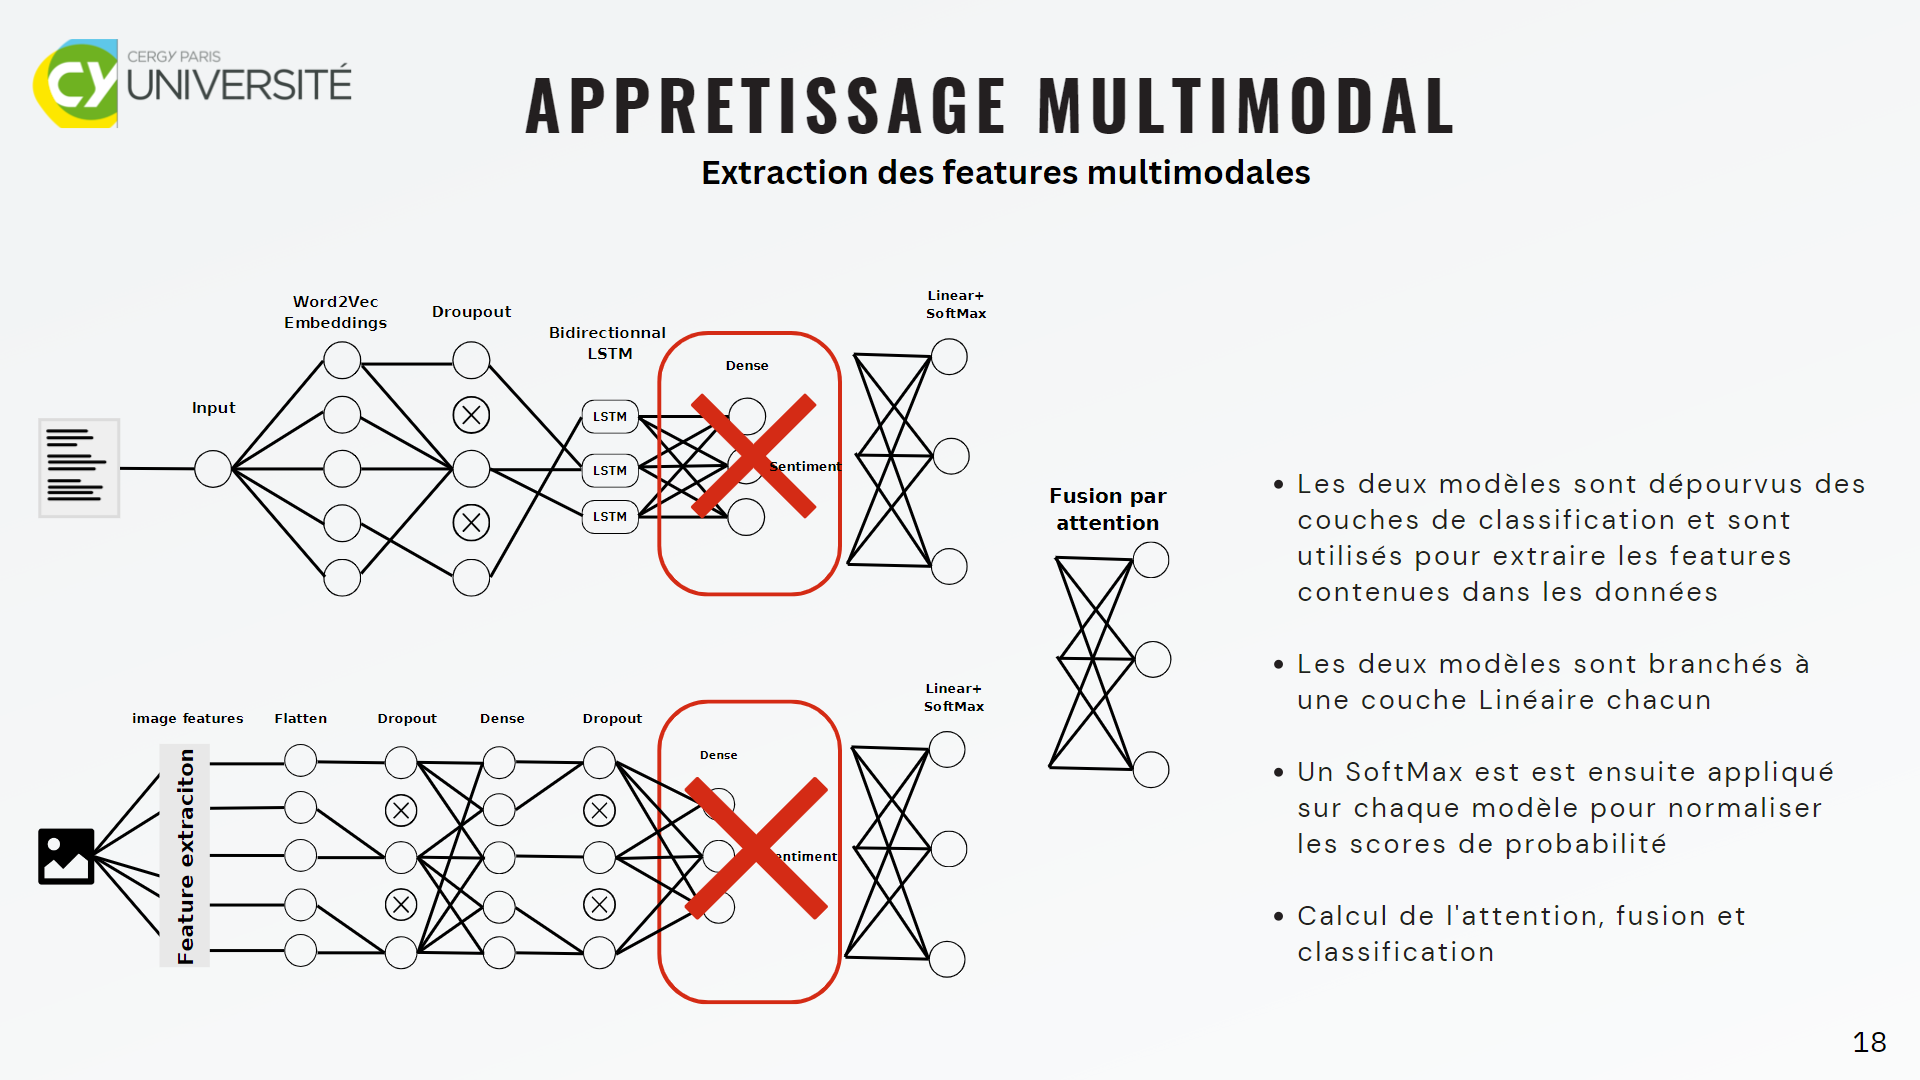 CERGY PARIS
CY UNIVERSITÉ
APPRETISSAGE MULTIMODAL
Extraction des features multimodales
Word2Vec
Embeddings
Droupout
Bidirectionnal
LSTM
Dense
Linear+
SoftMax
Input
LSTM
LSTM
LSTM
Sentiment
Fusion par
attention
image features
Flatten
Dropout
Dense
Dropout
Dense
Linear+
SoftMax
Feature extraciton
entiment
• Les deux modèles sont dépourvus des
couches de classification et sont
utilisés pour extraire les features
contenues dans les données
• Les deux modèles sont branchés à
une couche Linéaire chacun
• Un SoftMax est est ensuite appliqué
sur chaque modèle pour normaliser
les scores de probabilité
• Calcul de l'attention, fusion et
classification
18